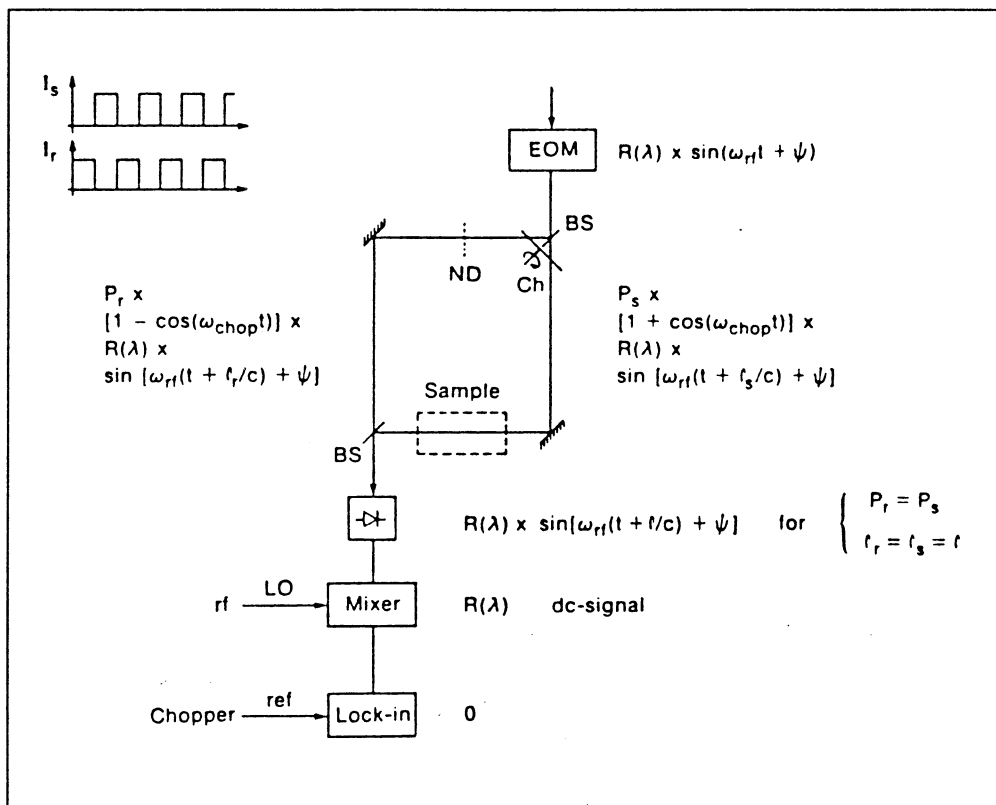 I_s
I_r
EOM
R(λ) x sin(ω_rf t + ψ)
BS
ND
Ch
P_r x
[1 − cos(ω_chop t)] x
R(λ) x
sin [ω_rf(t + ℓ_r/c) + ψ]
P_s x
[1 + cos(ω_chop t)] x
R(λ) x
sin [ω_rf(t + ℓ_s/c) + ψ]
Sample
BS
R(λ) x sin[ω_rf(t + ℓ/c) + ψ] for { P_r = P_s
ℓ_r = ℓ_s = ℓ
rf LO Mixer R(λ) dc-signal
Chopper ref Lock-in 0